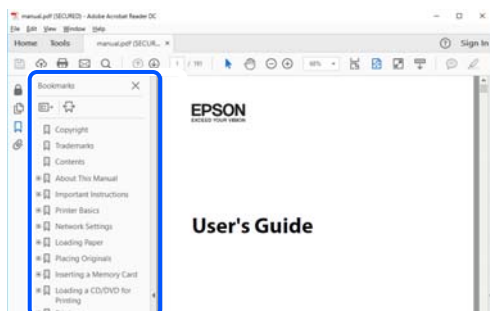 manual.pdf (SECURED) - Adobe Acrobat Reader DC
File Edit View Window Help
Home Tools manual.pdf (SECUR... × Sign In
1 / 191
Bookmarks
Copyright
Trademarks
Contents
About This Manual
Important Instructions
Printer Basics
Network Settings
Loading Paper
Placing Originals
Inserting a Memory Card
Loading a CD/DVD for
Printing
EPSON
EXCEED YOUR VISION
User's Guide